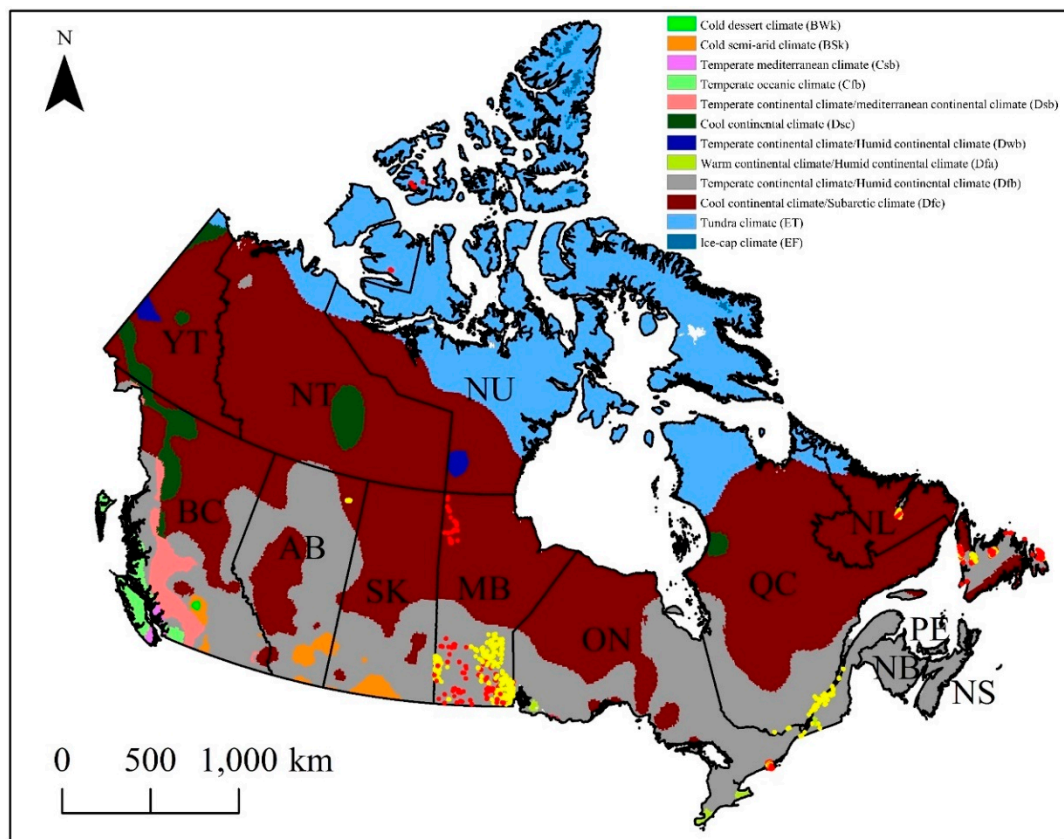 N
Cold dessert climate (BWk)
Cold semi-arid climate (BSk)
Temperate mediterranean climate (Csb)
Temperate oceanic climate (Cfb)
Temperate continental climate/mediterranean continental climate (Dsb)
Cool continental climate (Dsc)
Temperate continental climate/Humid continental climate (Dwb)
Warm continental climate/Humid continental climate (Dfa)
Temperate continental climate/Humid continental climate (Dfb)
Cool continental climate/Subarctic climate (Dfc)
Tundra climate (ET)
Ice-cap climate (EF)
YT
NT
NU
BC
AB
SK
MB
ON
QC
NL
PE
NB
NS
0 500 1,000 km